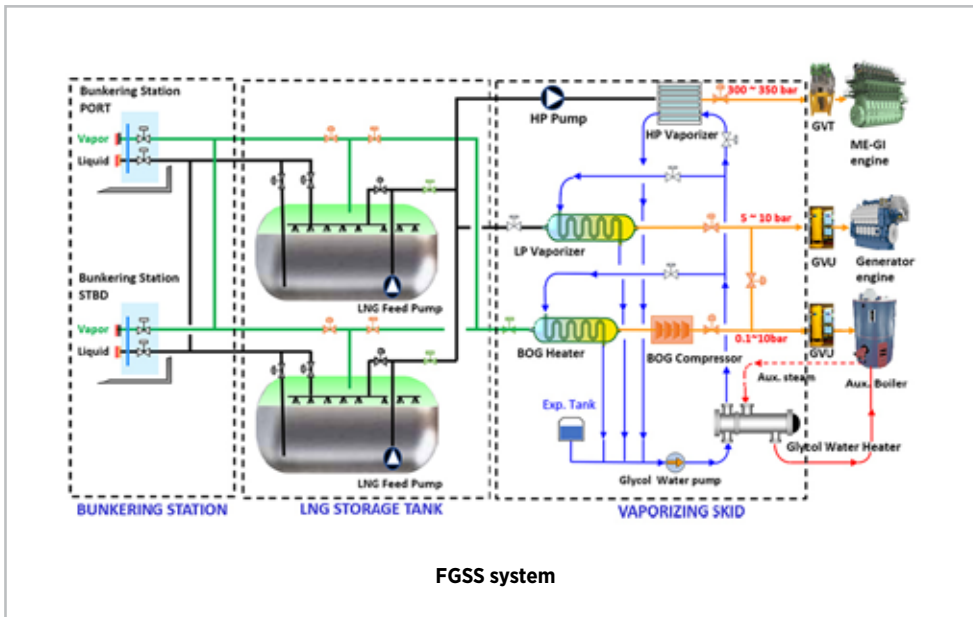 Bunkering Station
PORT
Vapor
Liquid
Bunkering Station
STBD
Vapor
Liquid
BUNKERING STATION
LNG Feed Pump
LNG Feed Pump
LNG STORAGE TANK
HP Pump
HP Vaporizer
300 ~ 350 bar
LP Vaporizer
5 ~ 10 bar
BOG Heater
BOG Compressor
0.1~10bar
Exp. Tank
Glycol Water pump
Aux. steam
Glycol Water Heater
VAPORIZING SKID
GVT
ME-GI
engine
GVU
Generator
engine
GVU
Aux. Boiler
FGSS system